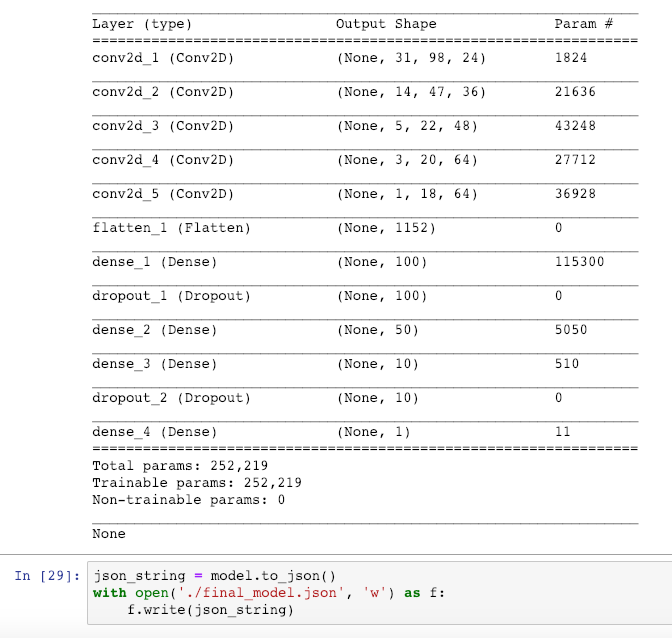 Layer (type) Output Shape Param #
=================================================================
conv2d_1 (Conv2D) (None, 31, 98, 24) 1824
conv2d_2 (Conv2D) (None, 14, 47, 36) 21636
conv2d_3 (Conv2D) (None, 5, 22, 48) 43248
conv2d_4 (Conv2D) (None, 3, 20, 64) 27712
conv2d_5 (Conv2D) (None, 1, 18, 64) 36928
flatten_1 (Flatten) (None, 1152) 0
dense_1 (Dense) (None, 100) 115300
dropout_1 (Dropout) (None, 100) 0
dense_2 (Dense) (None, 50) 5050
dense_3 (Dense) (None, 10) 510
dropout_2 (Dropout) (None, 10) 0
dense_4 (Dense) (None, 1) 11
=================================================================
Total params: 252,219
Trainable params: 252,219
Non-trainable params: 0
None
In [29]: json_string = model.to_json()
with open('./final_model.json', 'w') as f:
f.write(json_string)